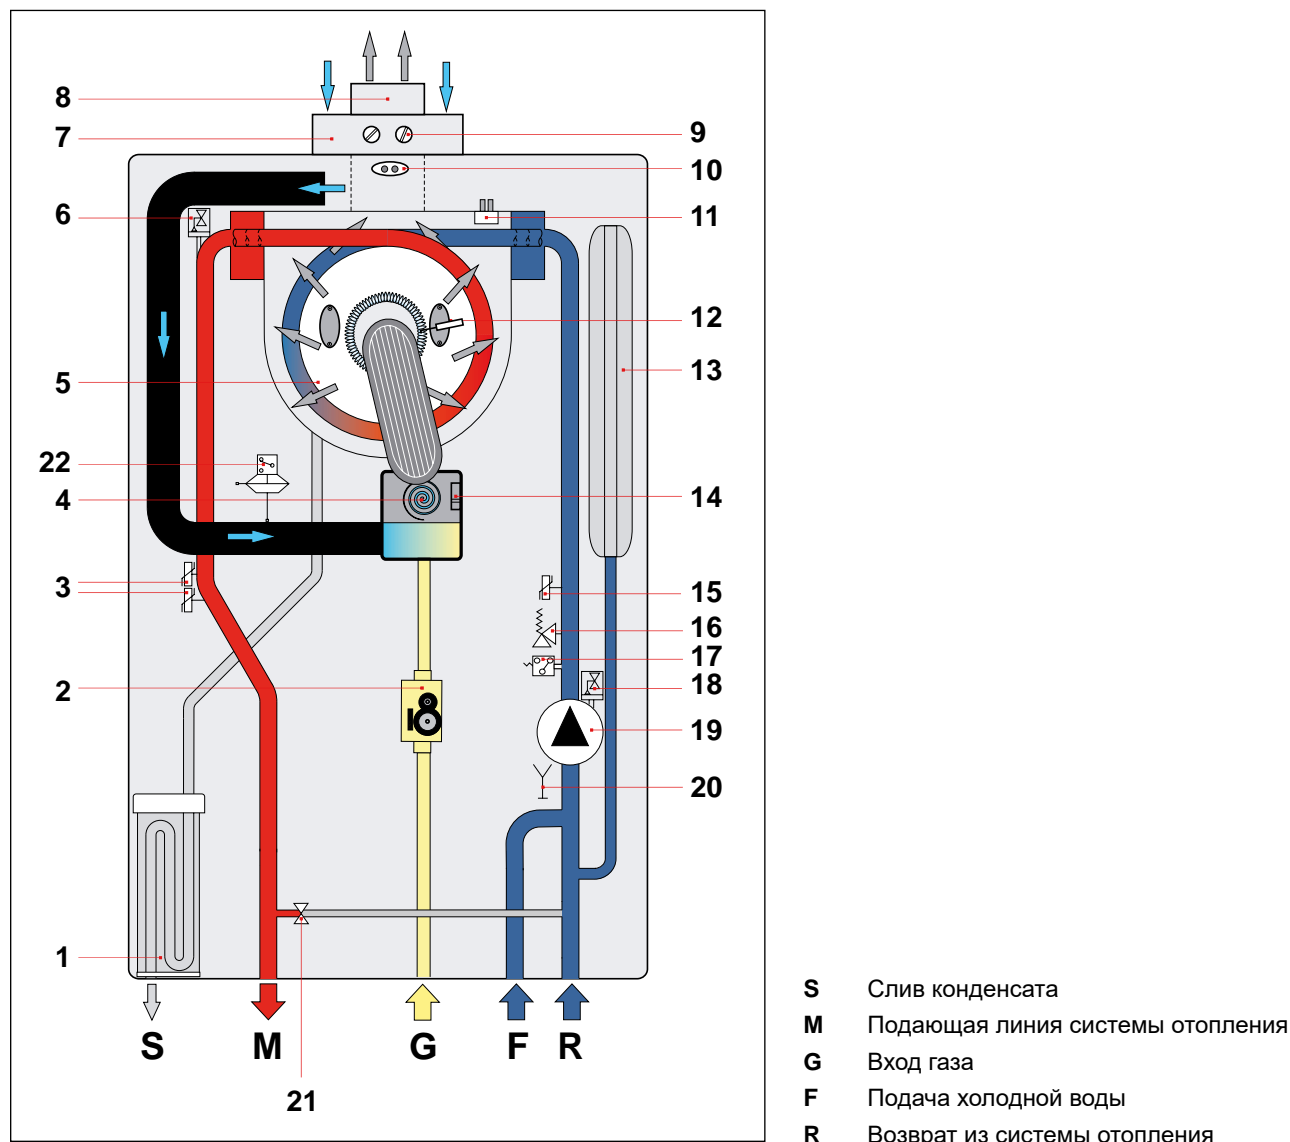 8
7
9
10
6
11
12
13
5
22
4
14
3
15
16
17
2
18
19
20
1
S
M
G
F
R
21
S Слив конденсата
M Подающая линия системы отопления
G Вход газа
F Подача холодной воды
R Возврат из системы отопления